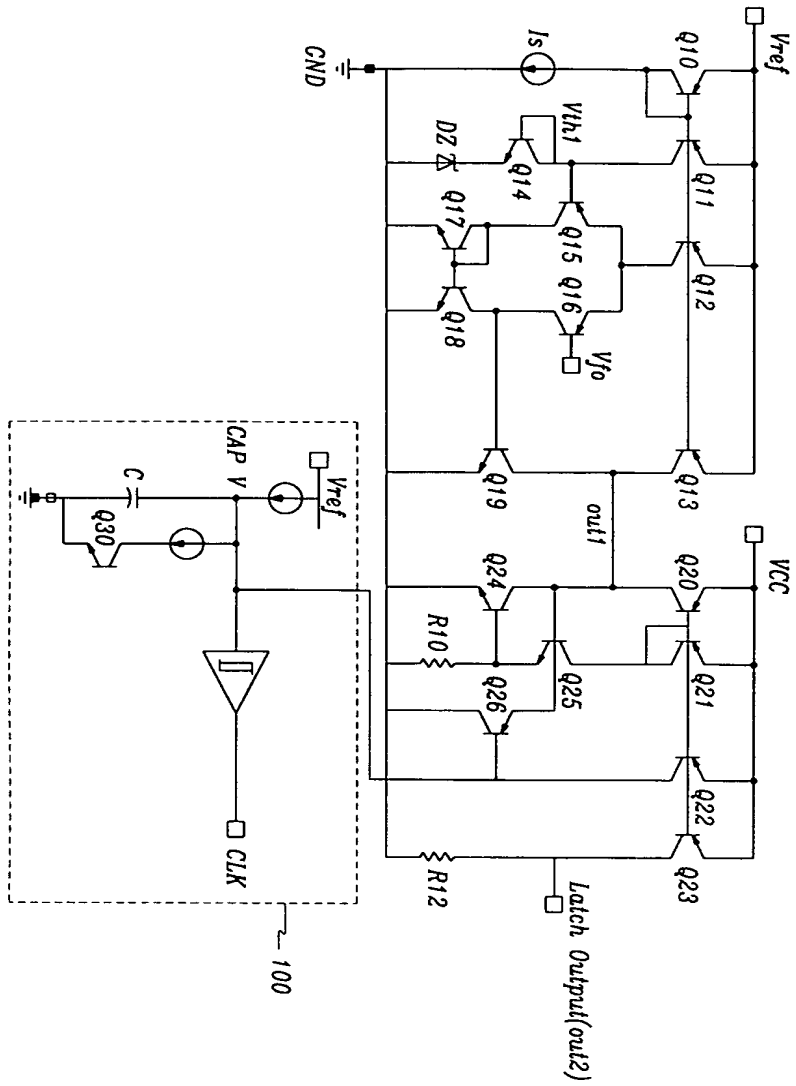 Vref
VCC
Q10
Q11
Q12
Q13
Q20
Q21
Q22
Q23
Is
Vth1
Q14
Q15
Q16
Vfo
out1
Q25
Latch Output(out2)
DZ
Q17
Q18
Q19
Q24
Q26
R10
R12
CND
Vref
CAP V
C
Q30
CLK
100